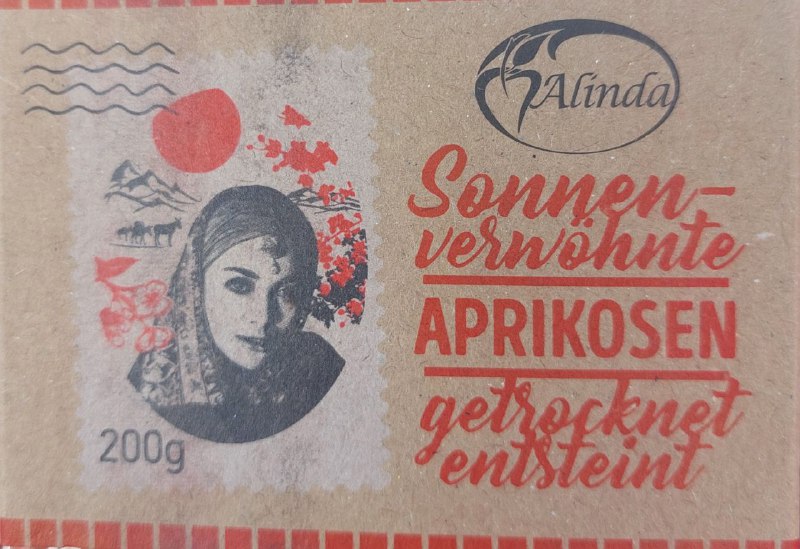 Alinda
Sonnen-
verwöhnte
APRIKOSEN
getrocknet
entsteint
200g